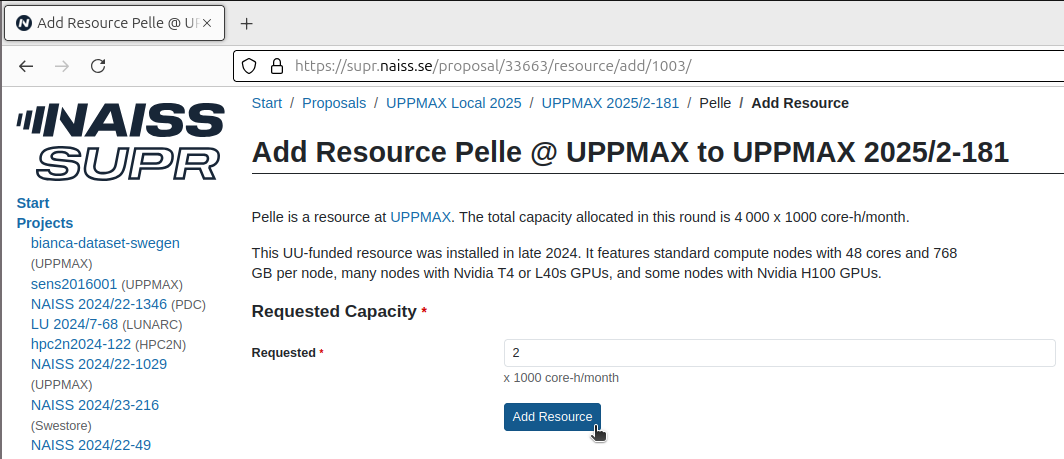 Add Resource Pelle @ U
https://supr.naiss.se/proposal/33663/resource/add/1003/
NAISS
SUPR
Start
Projects
bianca-dataset-swegen
(UPPMAX)
sens2016001 (UPPMAX)
NAISS 2024/22-1346 (PDC)
LU 2024/7-68 (LUNARC)
hpc2n2024-122 (HPC2N)
NAISS 2024/22-1029
(UPPMAX)
NAISS 2024/23-216
(Swestore)
NAISS 2024/22-49
Start / Proposals / UPPMAX Local 2025 / UPPMAX 2025/2-181 / Pelle / Add Resource
Add Resource Pelle @ UPPMAX to UPPMAX 2025/2-181
Pelle is a resource at UPPMAX. The total capacity allocated in this round is 4 000 x 1000 core-h/month.
This UU-funded resource was installed in late 2024. It features standard compute nodes with 48 cores and 768
GB per node, many nodes with Nvidia T4 or L40s GPUs, and some nodes with Nvidia H100 GPUs.
Requested Capacity *
Requested * 2
x 1000 core-h/month
Add Resource